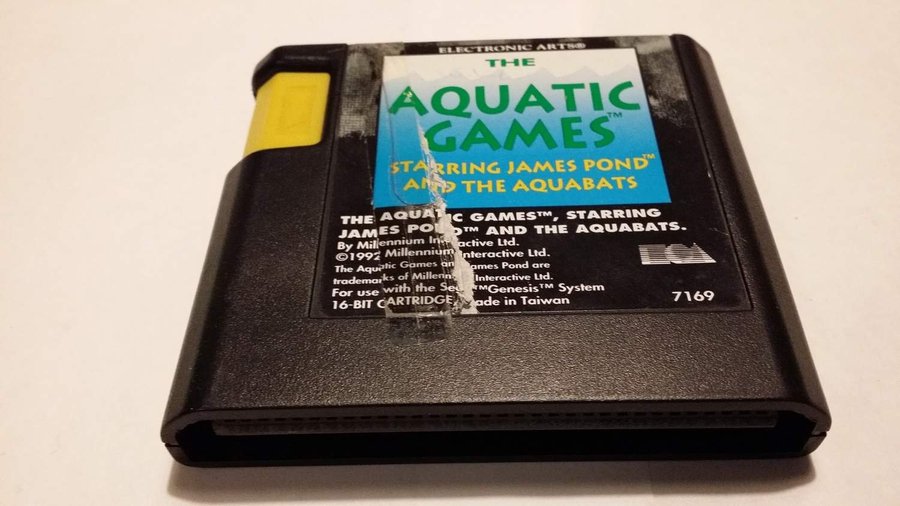 ELECTRONIC ARTS®
THE
AQUATIC
GAMES™
STARRING JAMES POND™
AND THE AQUABATS
THE AQUATIC GAMES™, STARRING
JAMES POND™ AND THE AQUABATS.
By Millennium Interactive Ltd.
©1992 Millennium Interactive Ltd.
The Aquatic Games and James Pond are
trademarks of Millennium Interactive Ltd.
For use with the Sega™ Genesis™ System
16-BIT CARTRIDGE Made in Taiwan
EA
7169